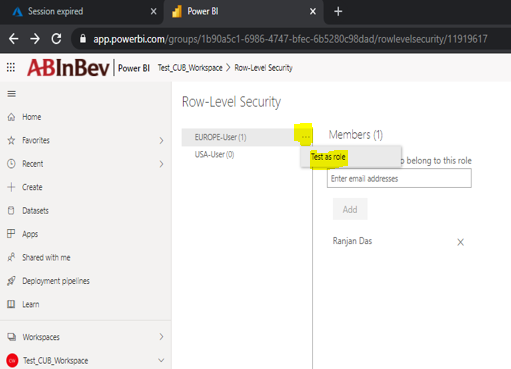 Session expired
Power BI
app.powerbi.com/groups/1b90a5c1-6986-4747-bfec-6b5280c98dad/rowlevelsecurity/11919617
ABInBev Power BI Test_CUB_Workspace > Row-Level Security
Row-Level Security
Home
Favorites
Recent
Create
Datasets
Apps
Shared with me
Deployment pipelines
Learn
Workspaces
Test_CUB_Workspace
EUROPE-User (1)
USA-User (0)
Members (1)
Test as role
o belong to this role
Enter email addresses
Add
Ranjan Das